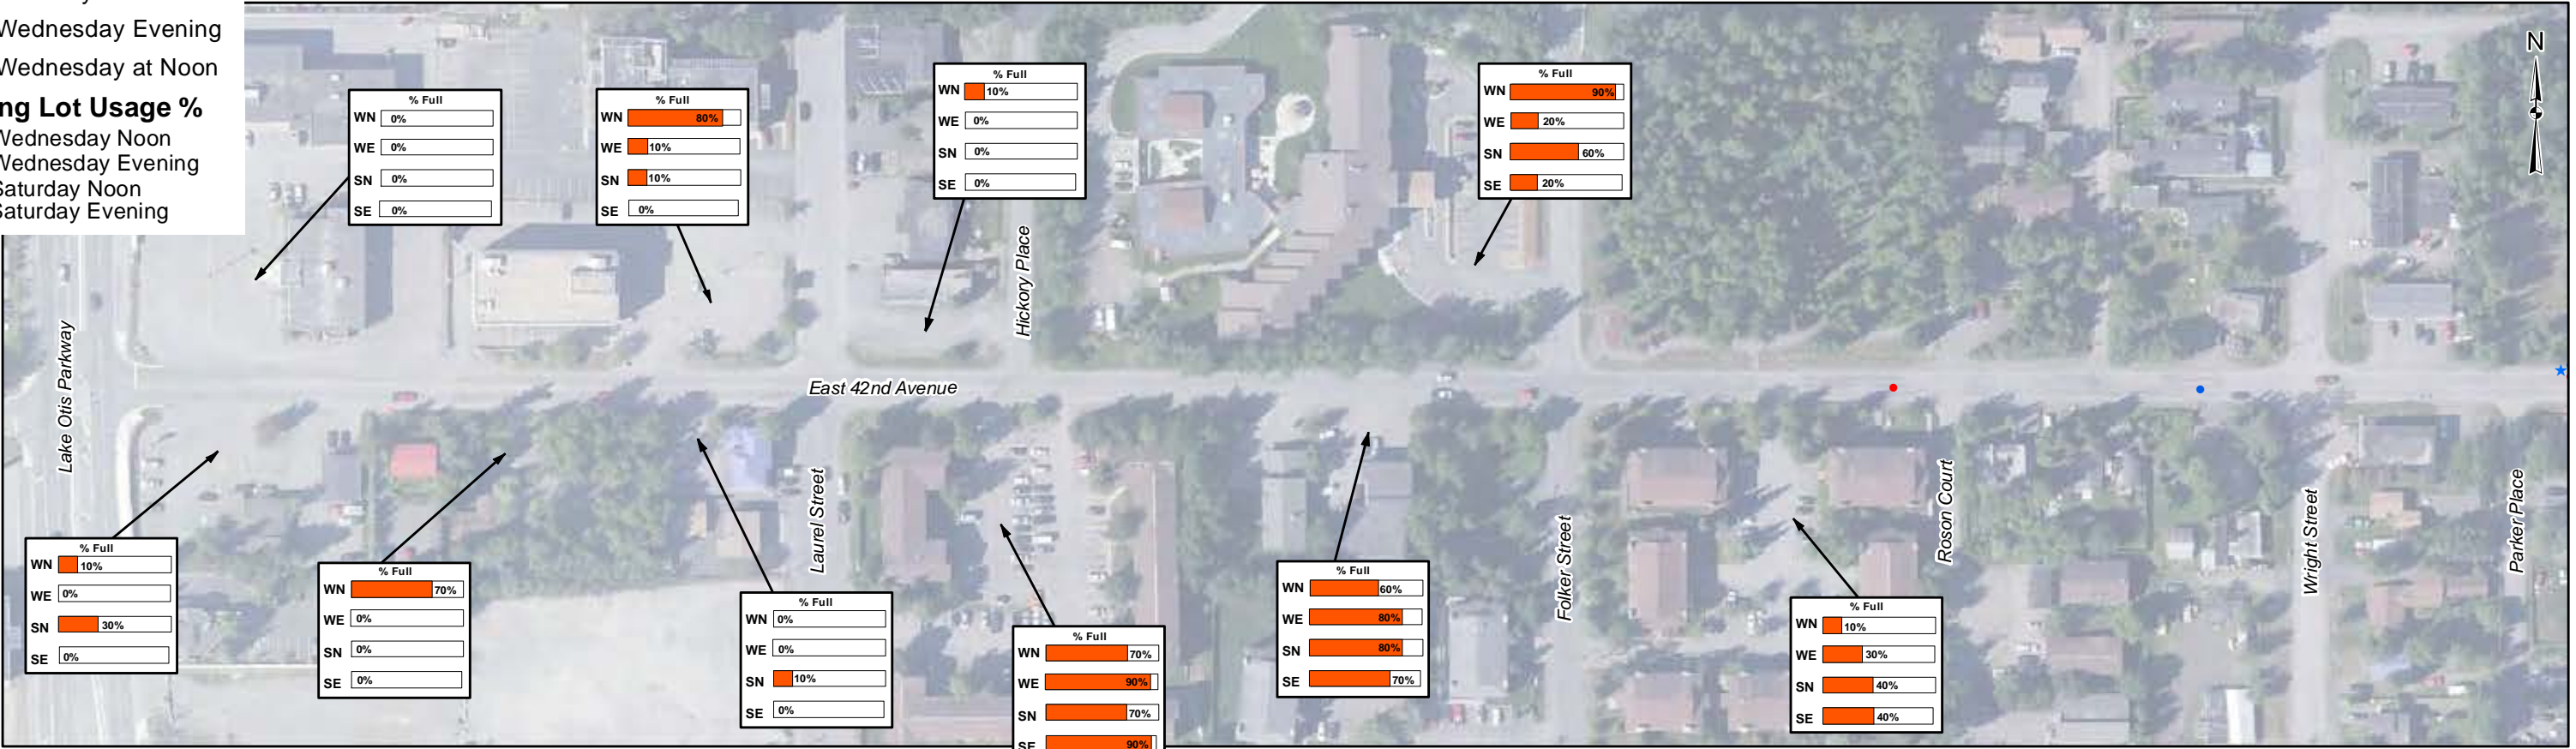 Wednesday Evening
Wednesday at Noon
ng Lot Usage %
Wednesday Noon
Wednesday Evening
Saturday Noon
Saturday Evening
% Full
WN 0%
WE 0%
SN 0%
SE 0%
% Full
WN 80%
WE 10%
SN 10%
SE 0%
% Full
WN 10%
WE 0%
SN 0%
SE 0%
% Full
WN 90%
WE 20%
SN 60%
SE 20%
N
Lake Otis Parkway
Hickory Place
East 42nd Avenue
Laurel Street
Folker Street
Roson Court
Wright Street
Parker Place
% Full
WN 10%
WE 0%
SN 30%
SE 0%
% Full
WN 70%
WE 0%
SN 0%
SE 0%
% Full
WN 0%
WE 0%
SN 10%
SE 0%
% Full
WN 70%
WE 90%
SN 70%
SE 90%
% Full
WN 60%
WE 80%
SN 80%
SE 70%
% Full
WN 10%
WE 30%
SN 40%
SE 40%